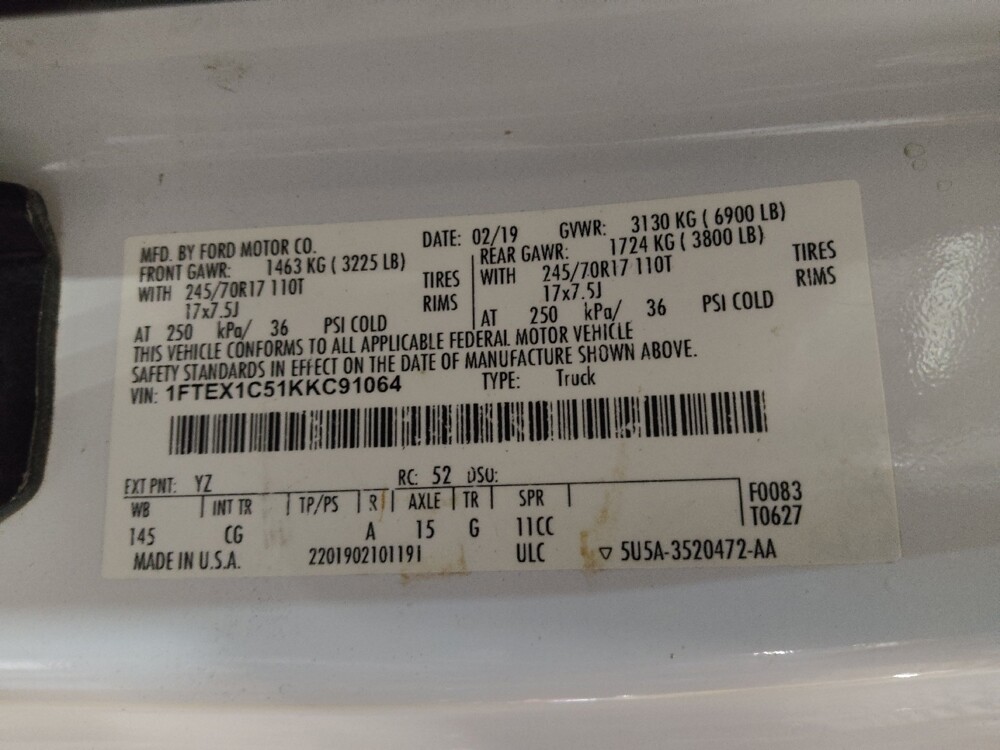 MFD. BY FORD MOTOR CO. DATE: 02/19 GVWR: 3130 KG ( 6900 LB)
FRONT GAWR: 1463 KG ( 3225 LB) REAR GAWR: 1724 KG ( 3800 LB)
WITH 245/70R17 110T TIRES WITH 245/70R17 110T TIRES
17x7.5J RIMS 17x7.5J RIMS
AT 250 kPa/ 36 PSI COLD AT 250 kPa/ 36 PSI COLD
THIS VEHICLE CONFORMS TO ALL APPLICABLE FEDERAL MOTOR VEHICLE
SAFETY STANDARDS IN EFFECT ON THE DATE OF MANUFACTURE SHOWN ABOVE.
VIN: 1FTEX1C51KKC91064 TYPE: Truck
EXT PNT: YZ RC: 52 DSO:
WB INT TR TP/PS R AXLE TR SPR F0083
145 CG A 15 G 11CC T0627
MADE IN U.S.A. 2201902101191 ULC ▽ 5U5A-3520472-AA